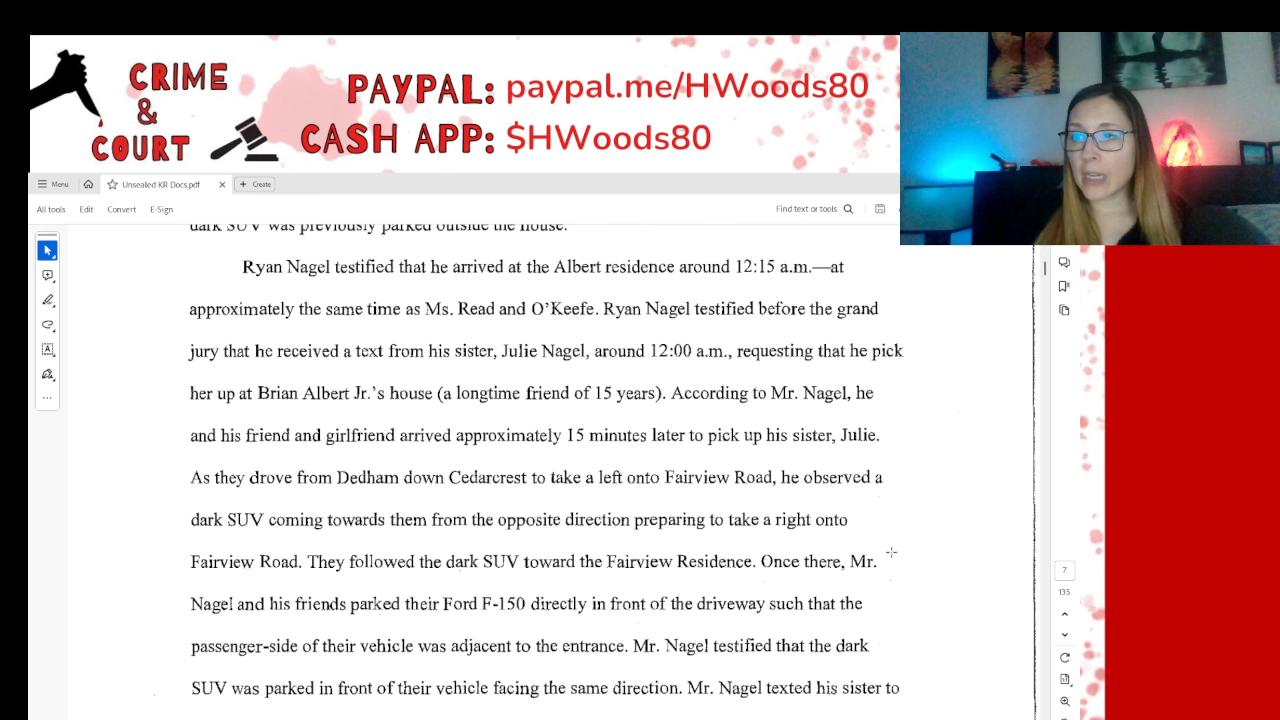 CRIME
&
COURT
PAYPAL: paypal.me/HWoods80
CASH APP: $HWoods80
Menu
Unsealed KR Docs.pdf
Create
All tools
Edit
Convert
E-Sign
Find text or tools
dark SUV was previously parked outside the house.
Ryan Nagel testified that he arrived at the Albert residence around 12:15 a.m.—at
approximately the same time as Ms. Read and O'Keefe. Ryan Nagel testified before the grand
jury that he received a text from his sister, Julie Nagel, around 12:00 a.m., requesting that he pick
her up at Brian Albert Jr.'s house (a longtime friend of 15 years). According to Mr. Nagel, he
and his friend and girlfriend arrived approximately 15 minutes later to pick up his sister, Julie.
As they drove from Dedham down Cedarcrest to take a left onto Fairview Road, he observed a
dark SUV coming towards them from the opposite direction preparing to take a right onto
Fairview Road. They followed the dark SUV toward the Fairview Residence. Once there, Mr.
Nagel and his friends parked their Ford F-150 directly in front of the driveway such that the
passenger-side of their vehicle was adjacent to the entrance. Mr. Nagel testified that the dark
SUV was parked in front of their vehicle facing the same direction. Mr. Nagel texted his sister to
7
135